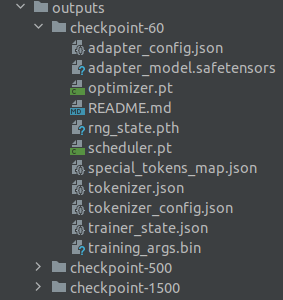 outputs
checkpoint-60
adapter_config.json
adapter_model.safetensors
optimizer.pt
README.md
rng_state.pth
scheduler.pt
special_tokens_map.json
tokenizer.json
tokenizer_config.json
trainer_state.json
training_args.bin
checkpoint-500
checkpoint-1500